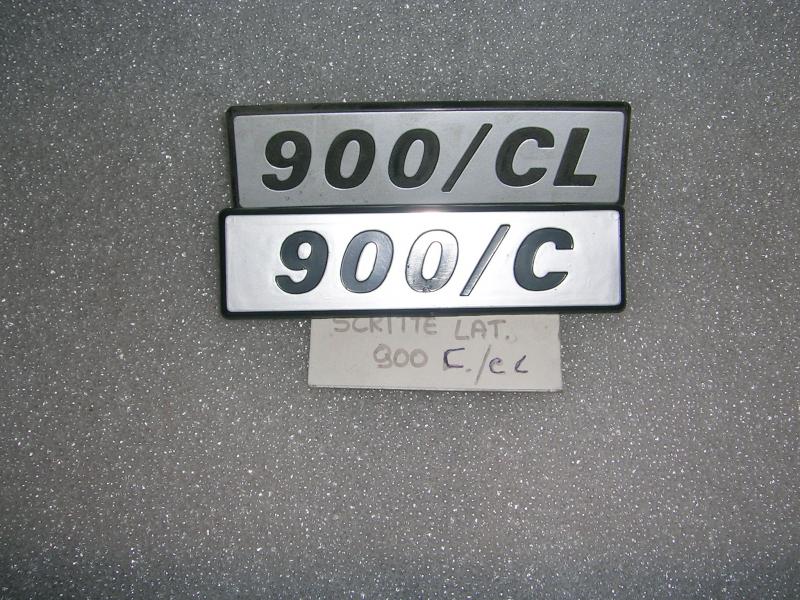 900/CL
900/C
SCRITTE LAT.
900 C./CL